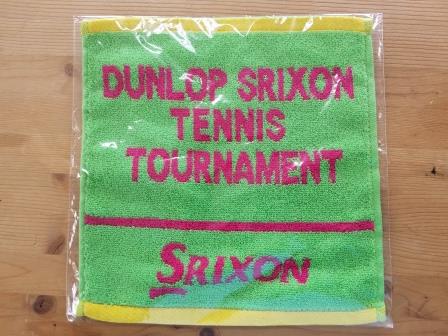 DUNLOP SRIXON
TENNIS
TOURNAMENT
SRIXON